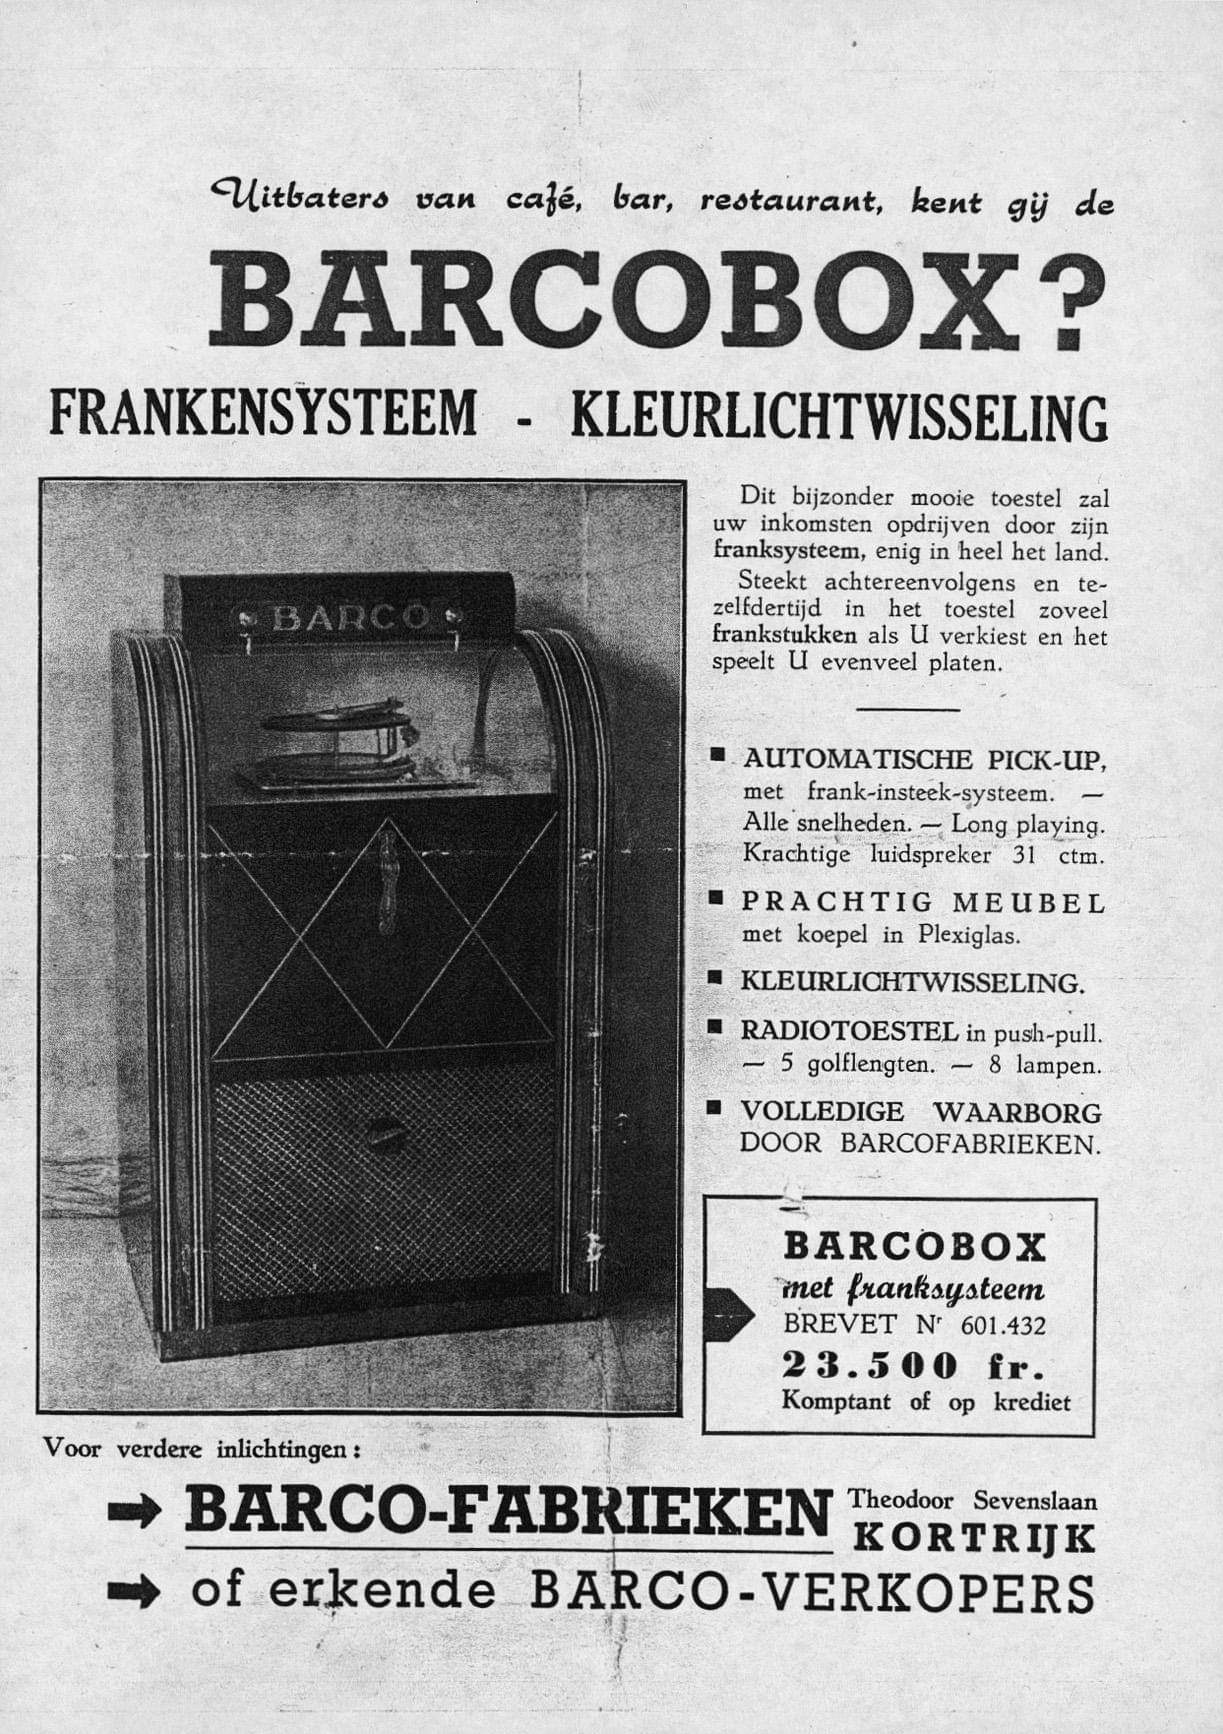 Uitbaters van café, bar, restaurant, kent gij de
BARCOBOX?
FRANKENSYSTEEM - KLEURLICHTWISSELING
BARCO
Dit bijzonder mooie toestel zal
uw inkomsten opdrijven door zijn
franksysteem, enig in heel het land.
Steekt achtereenvolgens en te-
zelfdertijd in het toestel zoveel
frankstukken als U verkiest en het
speelt U evenveel platen.
■ AUTOMATISCHE PICK-UP,
met frank-insteek-systeem. —
Alle snelheden. — Long playing.
Krachtige luidspreker 31 ctm.
■ PRACHTIG MEUBEL
met koepel in Plexiglas.
■ KLEURLICHTWISSELING.
■ RADIOTOESTEL in push-pull.
— 5 golflengten. — 8 lampen.
■ VOLLEDIGE WAARBORG
DOOR BARCOFABRIEKEN.
BARCOBOX
met franksysteem
BREVET Nr 601.432
23.500 fr.
Komptant of op krediet
Voor verdere inlichtingen :
BARCO-FABRIEKEN Theodoor Sevenslaan
KORTRIJK
of erkende BARCO-VERKOPERS